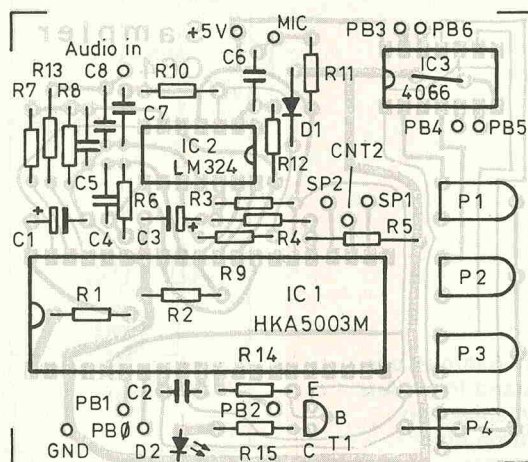 Sampler
+5V MIC PB3 PB6
Audio in
R13 C8 R10 C6 R11 IC3
R7 R8 4066
C7 D1
IC 2 PB4 PB5
LM324 R12 CNT2
C5 R6 R3 SP2 SP1 P1
C1 C4 C3 R4 R5
+ +
R9 P2
R1 R2 IC 1
HKA5003M
R14 P3
C2 E
PB1 PB2 B
PBØ P4
GND D2 R15 C T1